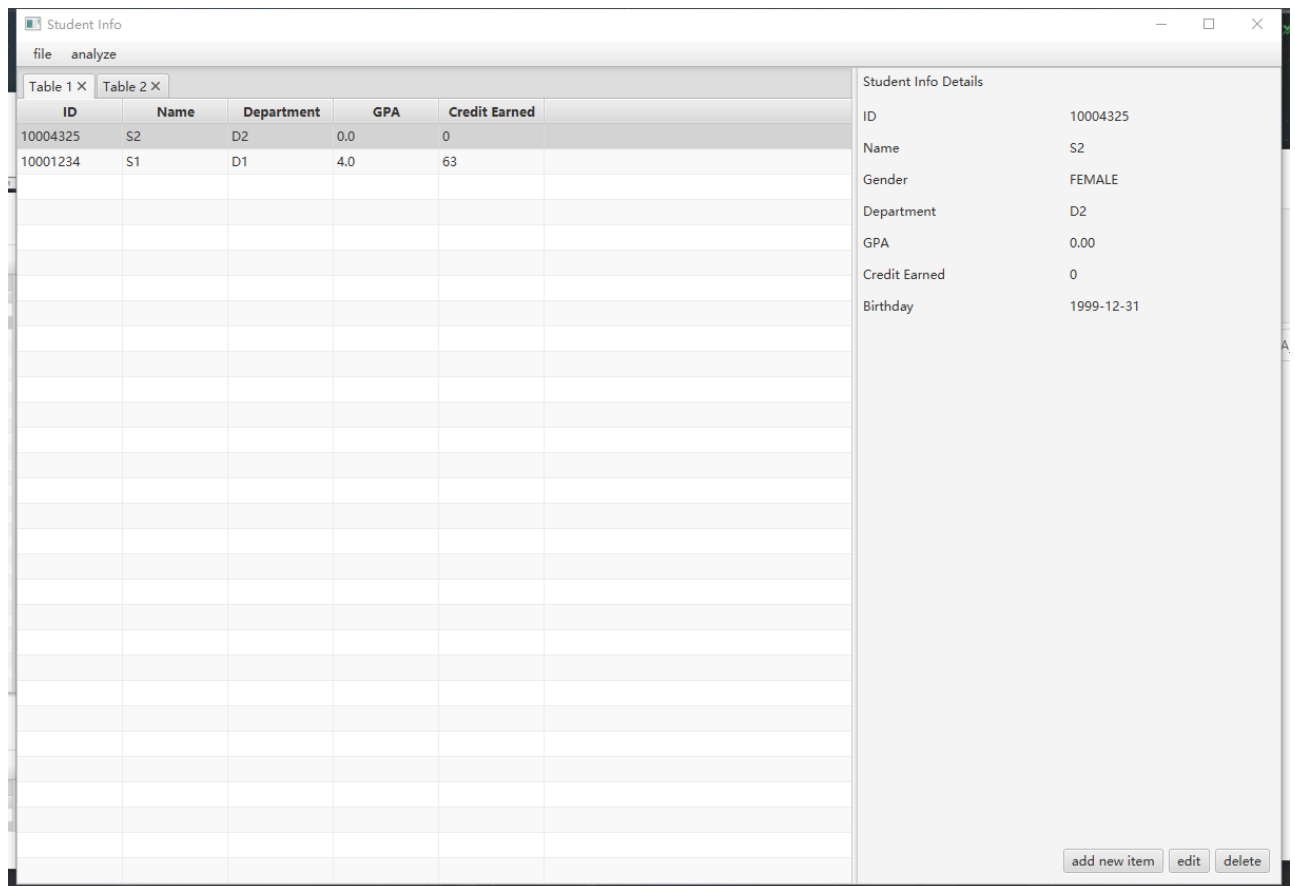 Student Info
file analyze
Table 1 Table 2
ID Name Department GPA Credit Earned
10004325 S2 D2 0.0 0
10001234 S1 D1 4.0 63
Student Info Details
ID 10004325
Name S2
Gender FEMALE
Department D2
GPA 0.00
Credit Earned 0
Birthday 1999-12-31
add new item edit delete